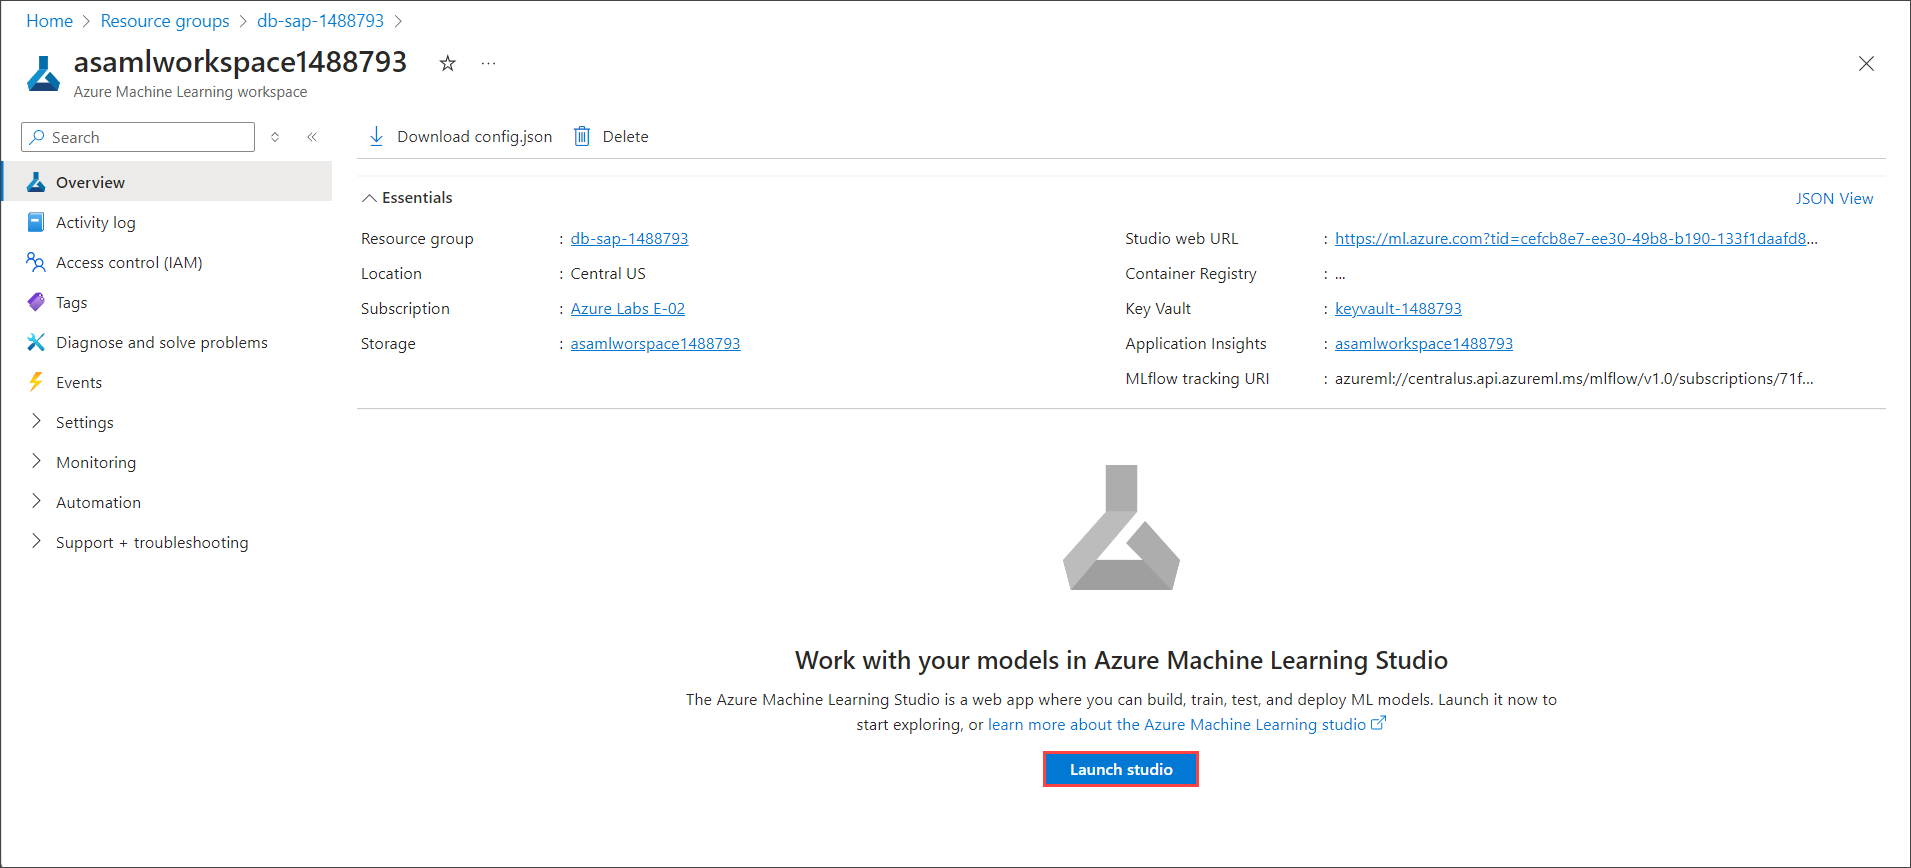 Home > Resource groups > db-sap-1488793 >
asamlworkspace1488793 ☆ ...
Azure Machine Learning workspace
Search
Download config.json Delete
Overview
Activity log
Access control (IAM)
Tags
Diagnose and solve problems
Events
Settings
Monitoring
Automation
Support + troubleshooting
Essentials
JSON View
Resource group : db-sap-1488793
Location : Central US
Subscription : Azure Labs E-02
Storage : asamlworspace1488793
Studio web URL : https://ml.azure.com?tid=cefcb8e7-ee30-49b8-b190-133f1daafd8...
Container Registry : ...
Key Vault : keyvault-1488793
Application Insights : asamlworkspace1488793
MLflow tracking URI : azureml://centralus.api.azureml.ms/mlflow/v1.0/subscriptions/71f...
Work with your models in Azure Machine Learning Studio
The Azure Machine Learning Studio is a web app where you can build, train, test, and deploy ML models. Launch it now to
start exploring, or learn more about the Azure Machine Learning studio
Launch studio